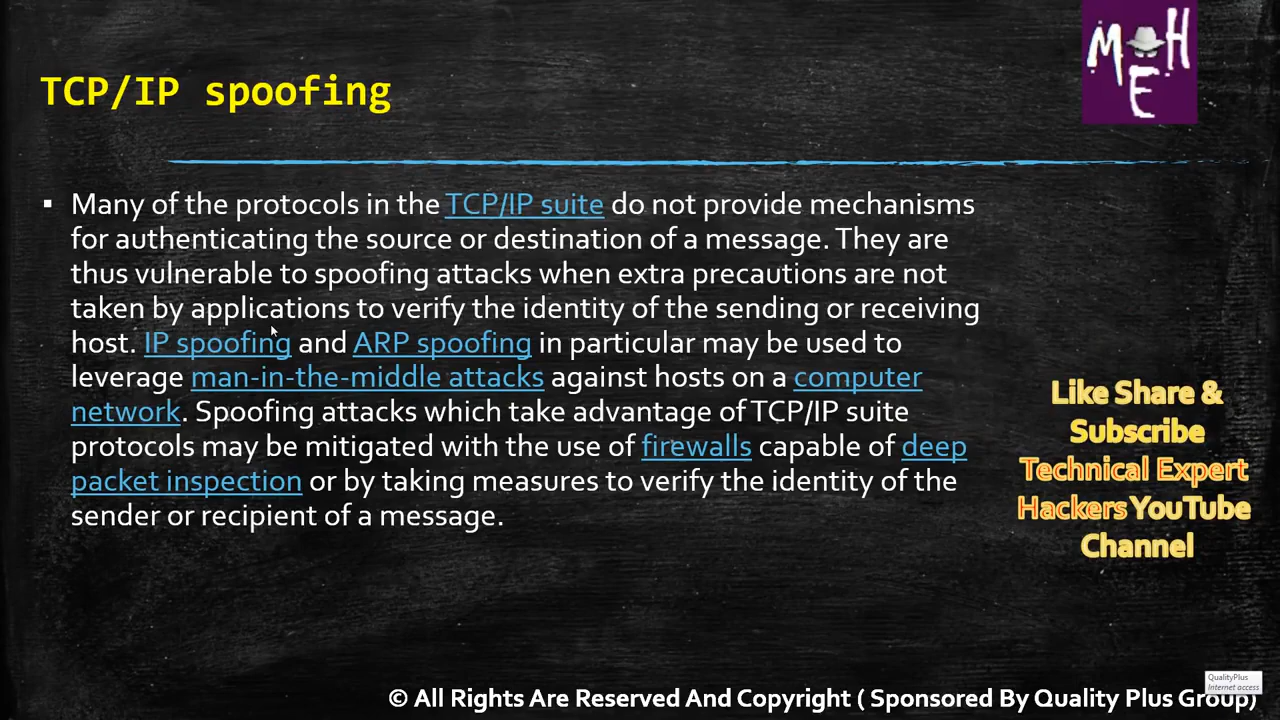 TCP/IP spoofing
M H
E
▪ Many of the protocols in the TCP/IP suite do not provide mechanisms
for authenticating the source or destination of a message. They are
thus vulnerable to spoofing attacks when extra precautions are not
taken by applications to verify the identity of the sending or receiving
host. IP spoofing and ARP spoofing in particular may be used to
leverage man-in-the-middle attacks against hosts on a computer
network. Spoofing attacks which take advantage of TCP/IP suite
protocols may be mitigated with the use of firewalls capable of deep
packet inspection or by taking measures to verify the identity of the
sender or recipient of a message.
Like Share &
Subscribe
Technical Expert
Hackers YouTube
Channel
QualityPlus
Internet access
© All Rights Are Reserved And Copyright ( Sponsored By Quality Plus Group)